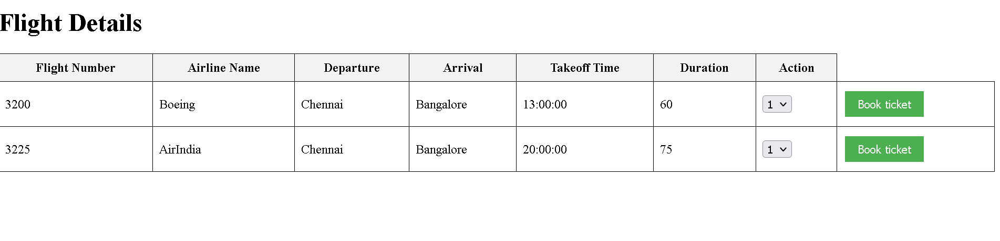 Flight Details
Flight Number Airline Name Departure Arrival Takeoff Time Duration Action
3200 Boeing Chennai Bangalore 13:00:00 60 1 Book ticket
3225 AirIndia Chennai Bangalore 20:00:00 75 1 Book ticket